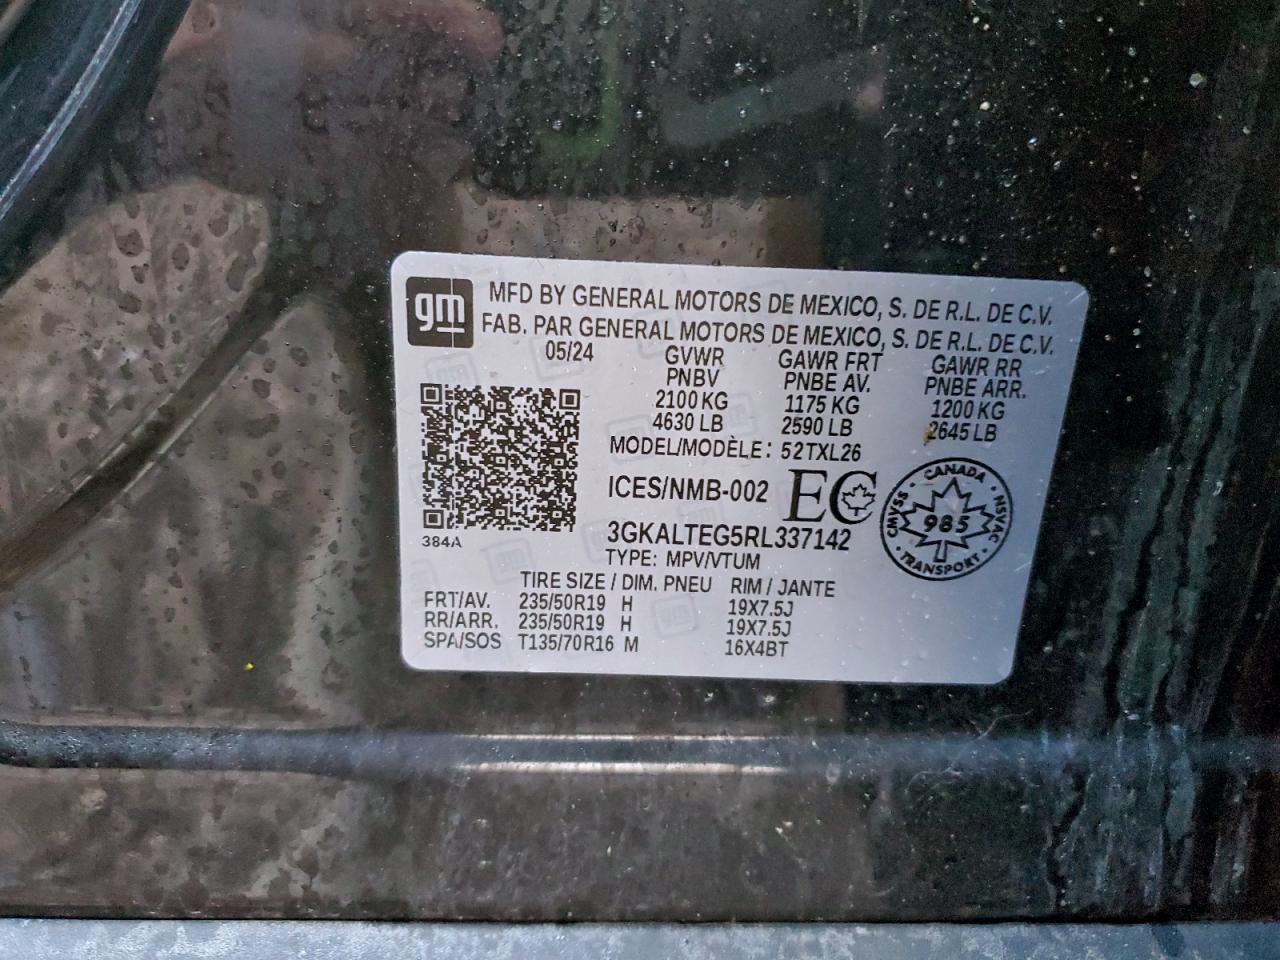 gm
MFD BY GENERAL MOTORS DE MEXICO, S. DE R.L. DE C.V.
FAB. PAR GENERAL MOTORS DE MEXICO, S. DE R.L. DE C.V.
05/24 GVWR GAWR FRT GAWR RR
PNBV PNBE AV. PNBE ARR.
2100 KG 1175 KG 1200 KG
4630 LB 2590 LB 2645 LB
MODEL/MODÈLE: 52TXL26
ICES/NMB-002 EC
CANADA
CMVSS 985 NSVAC
TRANSPORT
3GKALTEG5RL337142
384A
TYPE: MPV/VTUM
TIRE SIZE / DIM. PNEU RIM / JANTE
FRT/AV. 235/50R19 H 19X7.5J
RR/ARR. 235/50R19 H 19X7.5J
SPA/SOS T135/70R16 M 16X4BT